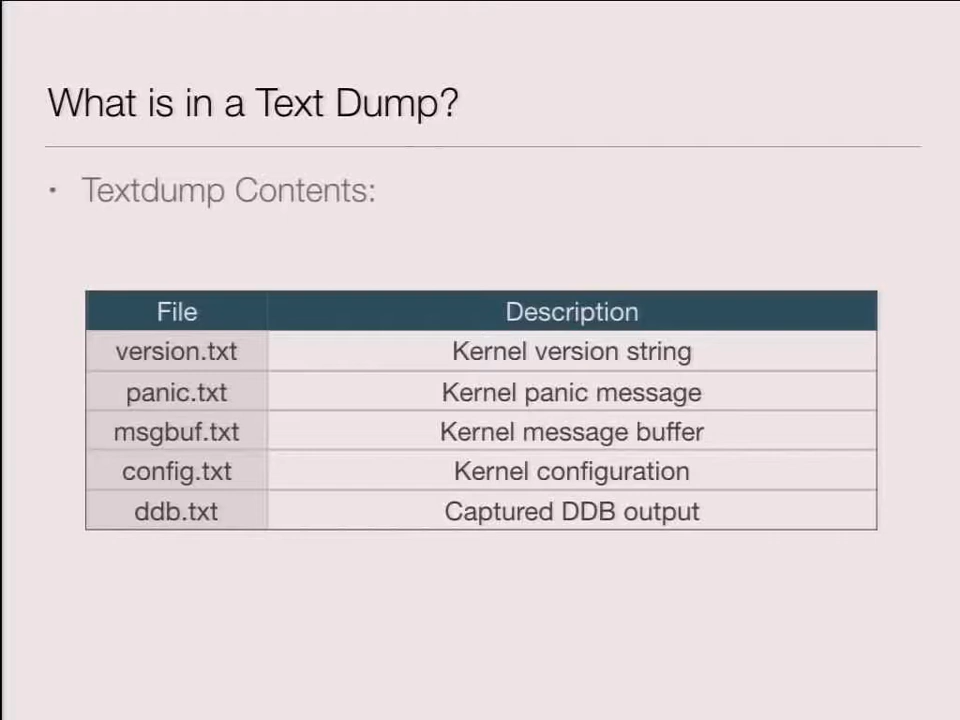 What is in a Text Dump?
• Textdump Contents:
File Description
version.txt Kernel version string
panic.txt Kernel panic message
msgbuf.txt Kernel message buffer
config.txt Kernel configuration
ddb.txt Captured DDB output